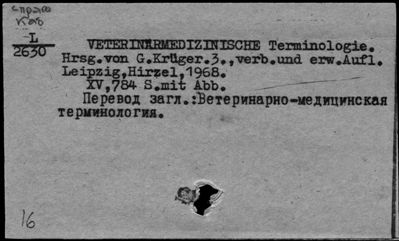 справо
L
2630
VETERINÄRMEDIZINISCHE Terminologie.
Hrsg.von G.Krüger.3.,verb.und erw.Aufl.
Leipzig,Hirzel,1968.
XV,784 S.mit Abb.
Перевод загл.:Ветеринарно-медицинская
терминология.
16